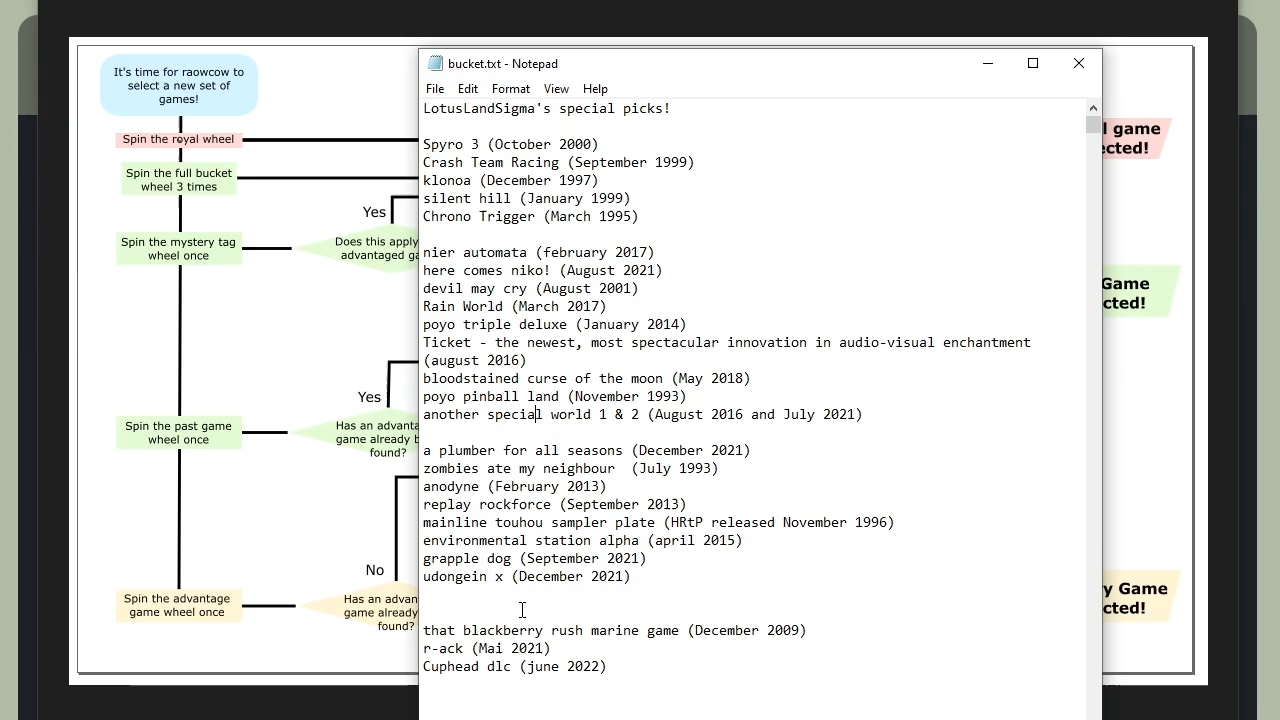 It's time for raowcow to
select a new set of
games!
Spin the royal wheel
Spin the full bucket
wheel 3 times
Yes
Spin the mystery tag
wheel once
Does this apply
advantaged ga
Yes
Spin the past game
wheel once
Has an advanta
game already b
found?
No
Spin the advantage
game wheel once
Has an advan
game already
found?
bucket.txt - Notepad
File Edit Format View Help
LotusLandSigma's special picks!
Spyro 3 (October 2000)
Crash Team Racing (September 1999)
klonoa (December 1997)
silent hill (January 1999)
Chrono Trigger (March 1995)
nier automata (february 2017)
here comes niko! (August 2021)
devil may cry (August 2001)
Rain World (March 2017)
poyo triple deluxe (January 2014)
Ticket - the newest, most spectacular innovation in audio-visual enchantment
(august 2016)
bloodstained curse of the moon (May 2018)
poyo pinball land (November 1993)
another special world 1 & 2 (August 2016 and July 2021)
a plumber for all seasons (December 2021)
zombies ate my neighbour  (July 1993)
anodyne (February 2013)
replay rockforce (September 2013)
mainline touhou sampler plate (HRtP released November 1996)
environmental station alpha (april 2015)
grapple dog (September 2021)
udongein x (December 2021)
that blackberry rush marine game (December 2009)
r-ack (Mai 2021)
Cuphead dlc (june 2022)
l game
ected!
Game
cted!
y Game
cted!